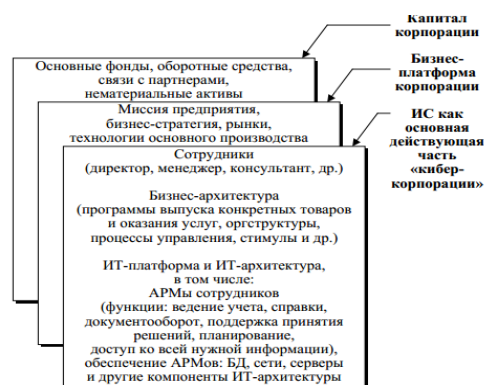 Капитал
корпорации
Основные фонды, оборотные средства,
связи с партнерами,
нематериальные активы
Бизнес-
платформа
корпорации
Миссия предприятия,
бизнес-стратегия, рынки,
технологии основного производства
ИС как
основная
действующая
часть
«кибер-
корпорации»
Сотрудники
(директор, менеджер, консультант, др.)
Бизнес-архитектура
(программы выпуска конкретных товаров
и оказания услуг, оргструктуры,
процессы управления, стимулы и др.)
ИТ-платформа и ИТ-архитектура,
в том числе:
АРМы сотрудников
(функции: ведение учета, справки,
документооборот, поддержка принятия
решений, планирование,
доступ ко всей нужной информации),
обеспечение АРМов: БД, сети, серверы
и другие компоненты ИТ-архитектуры